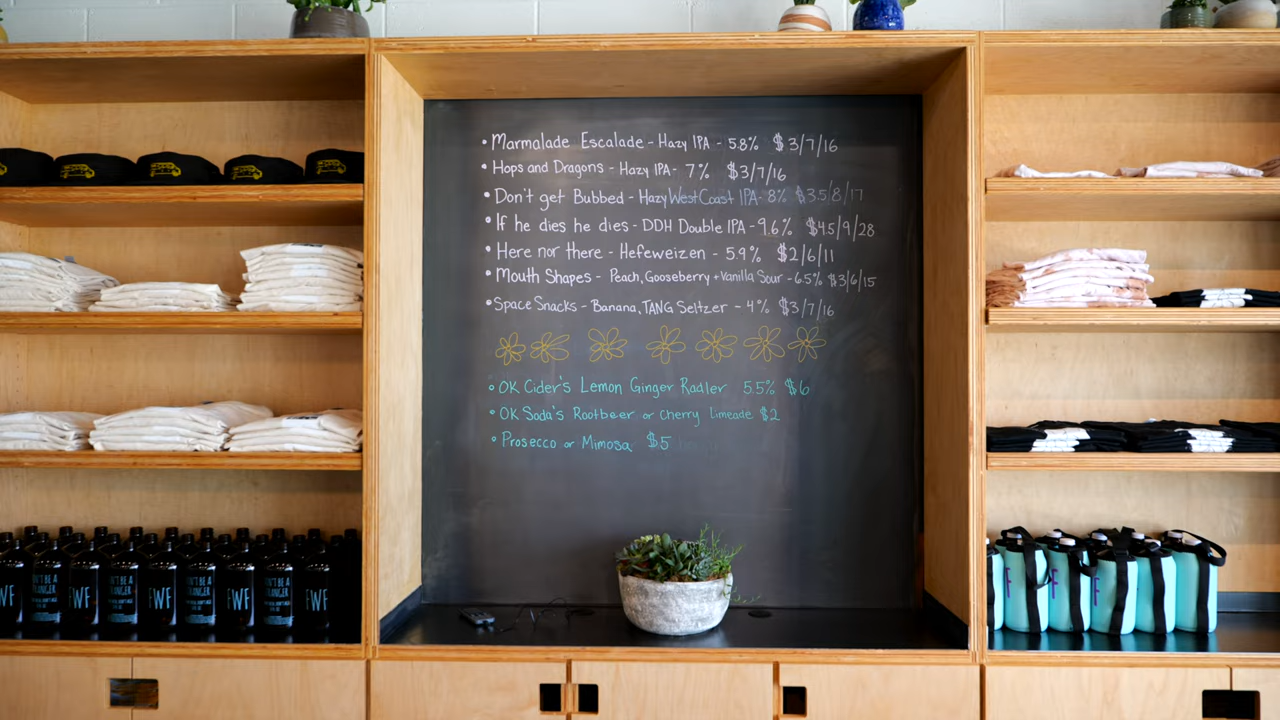 • Marmalade Escalade - Hazy IPA - 5.8% $3/7/16
• Hops and Dragons - Hazy IPA - 7% $3/7/16
• Don't get Bubbed - Hazy West Coast IPA - 8% $3.5/8/17
• If he dies he dies - DDH Double IPA - 9.6% $4.5/9/28
• Here nor there - Hefeweizen - 5.9% $2/6/11
• Mouth Shapes - Peach, Gooseberry + Vanilla Sour - 6.5% $3/6/15
• Space Snacks - Banana, TANG Seltzer - 4% $3/7/16
• OK Cider's Lemon Ginger Radler 5.5% $6
• OK Soda's Rootbeer or Cherry Limeade $2
• Prosecco or Mimosa $5
FWF
FWF
FWF
FWF